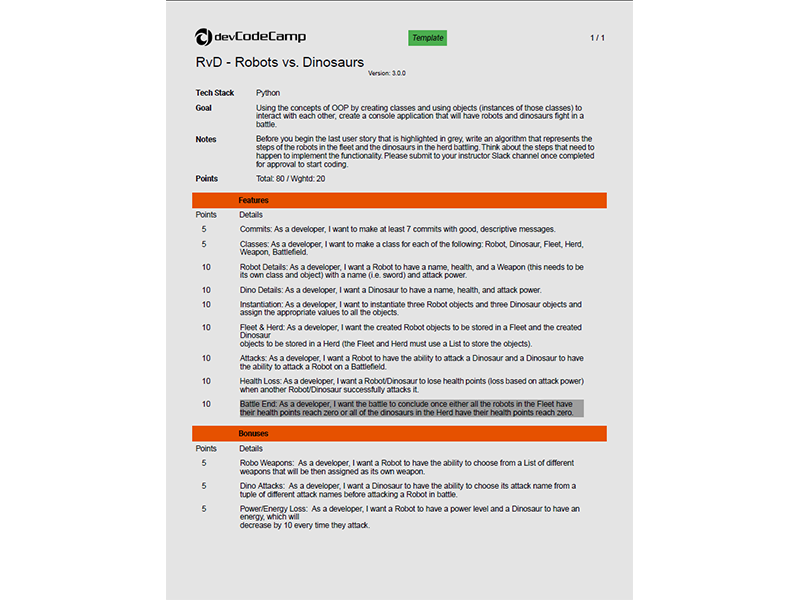 devCodeCamp
Template
1 / 1
RvD - Robots vs. Dinosaurs
Version: 3.0.0
Tech Stack Python
Goal Using the concepts of OOP by creating classes and using objects (instances of those classes) to
interact with each other, create a console application that will have robots and dinosaurs fight in a
battle.
Notes Before you begin the last user story that is highlighted in grey, write an algorithm that represents the
steps of the robots in the fleet and the dinosaurs in the herd battling. Think about the steps that need to
happen to implement the functionality. Please submit to your instructor Slack channel once completed
for approval to start coding.
Points Total: 80 / Wghtd: 20
Features
Points Details
5 Commits: As a developer, I want to make at least 7 commits with good, descriptive messages.
5 Classes: As a developer, I want to make a class for each of the following: Robot, Dinosaur, Fleet, Herd,
Weapon, Battlefield.
10 Robot Details: As a developer, I want a Robot to have a name, health, and a Weapon (this needs to be
its own class and object) with a name (i.e. sword) and attack power.
10 Dino Details: As a developer, I want a Dinosaur to have a name, health, and attack power.
10 Instantiation: As a developer, I want to instantiate three Robot objects and three Dinosaur objects and
assign the appropriate values to all the objects.
10 Fleet & Herd: As a developer, I want the created Robot objects to be stored in a Fleet and the created
Dinosaur
objects to be stored in a Herd (the Fleet and Herd must use a List to store the objects).
10 Attacks: As a developer, I want a Robot to have the ability to attack a Dinosaur and a Dinosaur to have
the ability to attack a Robot on a Battlefield.
10 Health Loss: As a developer, I want a Robot/Dinosaur to lose health points (loss based on attack power)
when another Robot/Dinosaur successfully attacks it.
10 Battle End: As a developer, I want the battle to conclude once either all the robots in the Fleet have
their health points reach zero or all of the dinosaurs in the Herd have their health points reach zero.
Bonuses
Points Details
5 Robo Weapons: As a developer, I want a Robot to have the ability to choose from a List of different
weapons that will be then assigned as its own weapon.
5 Dino Attacks: As a developer, I want a Dinosaur to have the ability to choose its attack name from a
tuple of different attack names before attacking a Robot in battle.
5 Power/Energy Loss: As a developer, I want a Robot to have a power level and a Dinosaur to have an
energy, which will
decrease by 10 every time they attack.